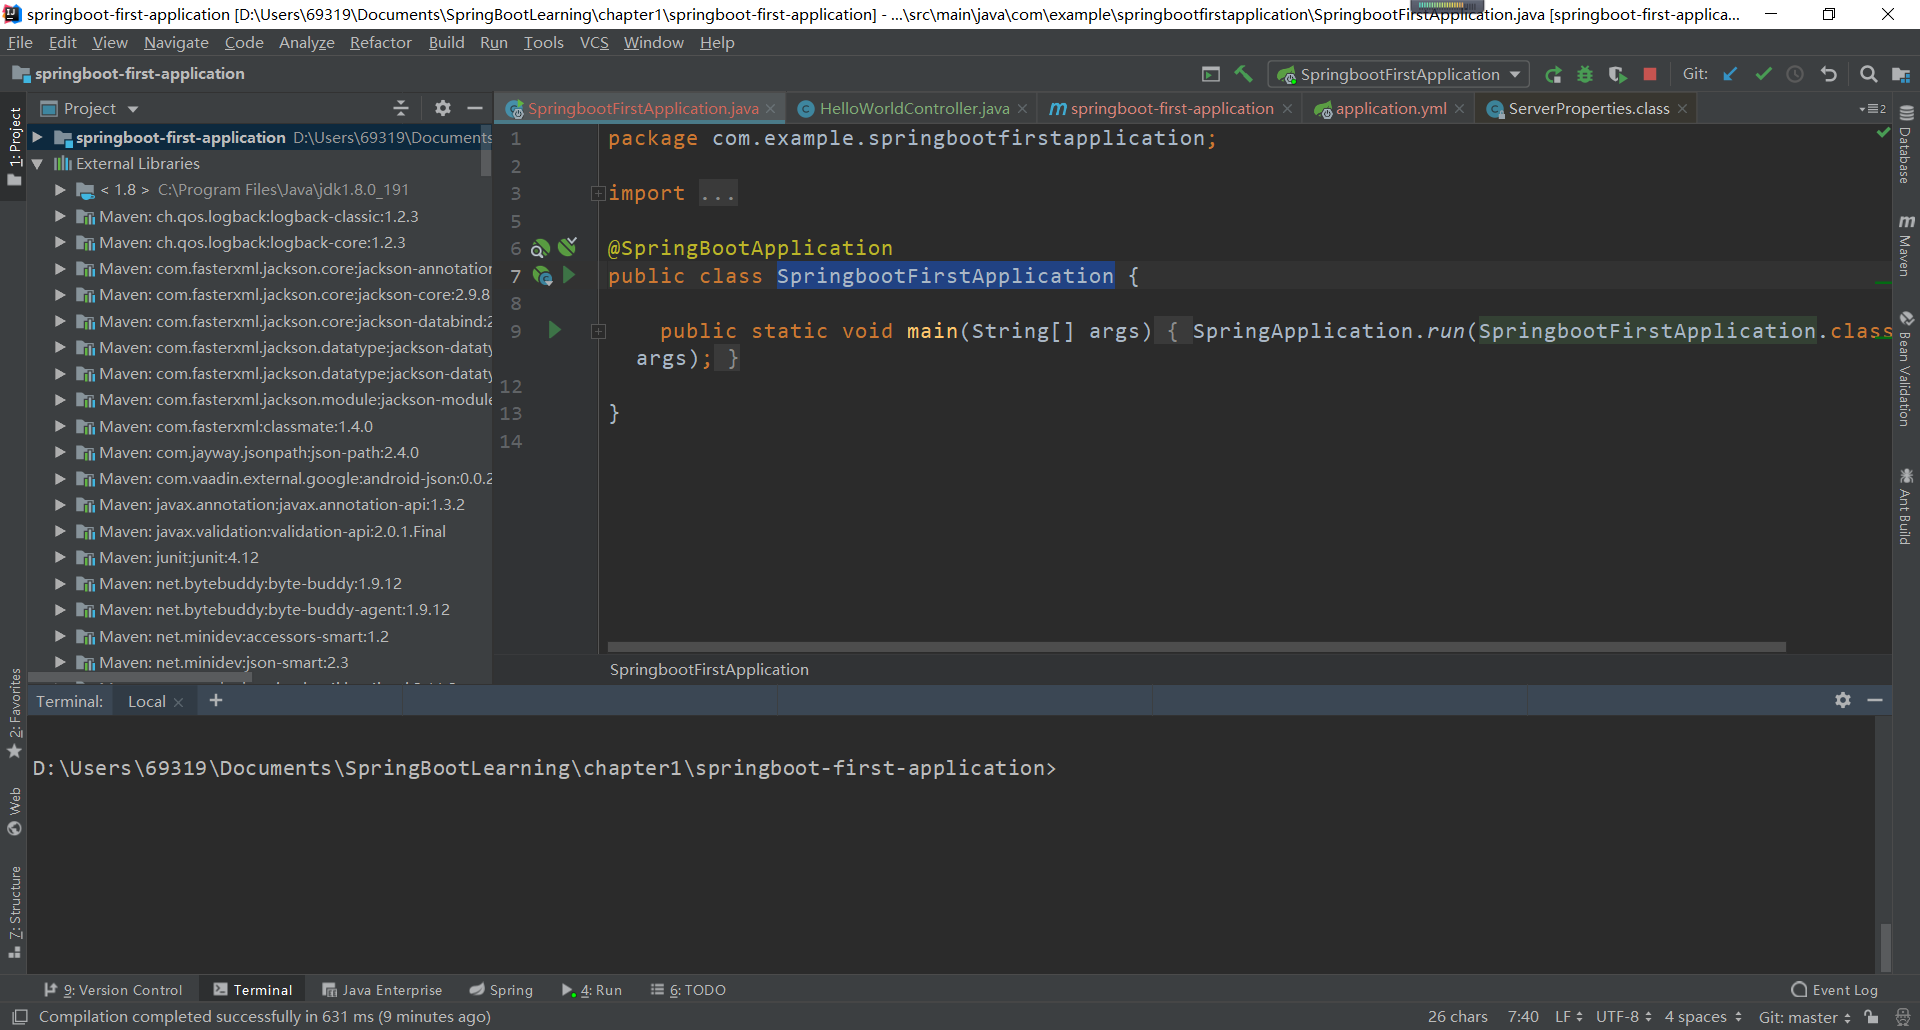 springboot-first-application [D:\Users\69319\Documents\SpringBootLearning\chapter1\springboot-first-application] - ...\src\main\java\com\example\springbootfirstapplication\SpringbootFirstApplication.java [springboot-first-applica...
File Edit View Navigate Code Analyze Refactor Build Run Tools VCS Window Help
springboot-first-application
SpringbootFirstApplication
Git:
Project
SpringbootFirstApplication.java
HelloWorldController.java
springboot-first-application
application.yml
ServerProperties.class
2
1: Project
2: Favorites
Web
7: Structure
springboot-first-application D:\Users\69319\Documents
External Libraries
< 1.8 > C:\Program Files\Java\jdk1.8.0_191
Maven: ch.qos.logback:logback-classic:1.2.3
Maven: ch.qos.logback:logback-core:1.2.3
Maven: com.fasterxml.jackson.core:jackson-annotation
Maven: com.fasterxml.jackson.core:jackson-core:2.9.8
Maven: com.fasterxml.jackson.core:jackson-databind:2
Maven: com.fasterxml.jackson.datatype:jackson-dataty
Maven: com.fasterxml.jackson.datatype:jackson-dataty
Maven: com.fasterxml.jackson.module:jackson-module
Maven: com.fasterxml:classmate:1.4.0
Maven: com.jayway.jsonpath:json-path:2.4.0
Maven: com.vaadin.external.google:android-json:0.0.2
Maven: javax.annotation:javax.annotation-api:1.3.2
Maven: javax.validation:validation-api:2.0.1.Final
Maven: junit:junit:4.12
Maven: net.bytebuddy:byte-buddy:1.9.12
Maven: net.bytebuddy:byte-buddy-agent:1.9.12
Maven: net.minidev:accessors-smart:1.2
Maven: net.minidev:json-smart:2.3
1 package com.example.springbootfirstapplication;
2
3 import ...
5
6 @SpringBootApplication
7 public class SpringbootFirstApplication {
8
9 public static void main(String[] args) { SpringApplication.run(SpringbootFirstApplication.class
args); }
12
13 }
14
SpringbootFirstApplication
Database
Maven
Bean Validation
Ant Build
Terminal: Local +
D:\Users\69319\Documents\SpringBootLearning\chapter1\springboot-first-application>
9: Version Control Terminal Java Enterprise Spring 4: Run 6: TODO Event Log
Compilation completed successfully in 631 ms (9 minutes ago) 26 chars 7:40 LF UTF-8 4 spaces Git: master